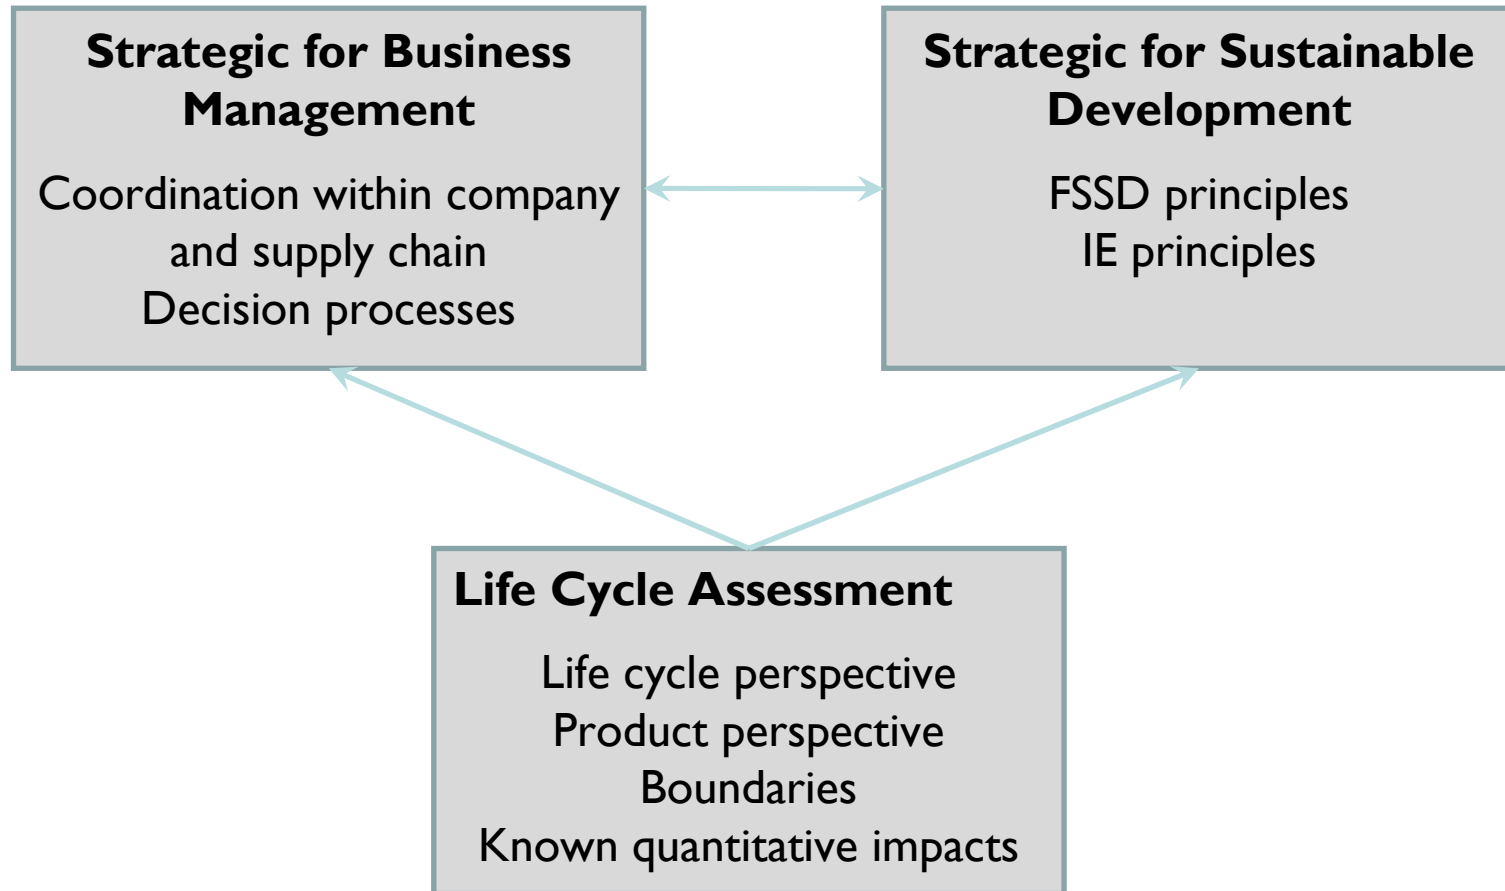 Strategic for Business
Management
Coordination within company
and supply chain
Decision processes
Strategic for Sustainable
Development
FSSD principles
IE principles
Life Cycle Assessment
Life cycle perspective
Product perspective
Boundaries
Known quantitative impacts